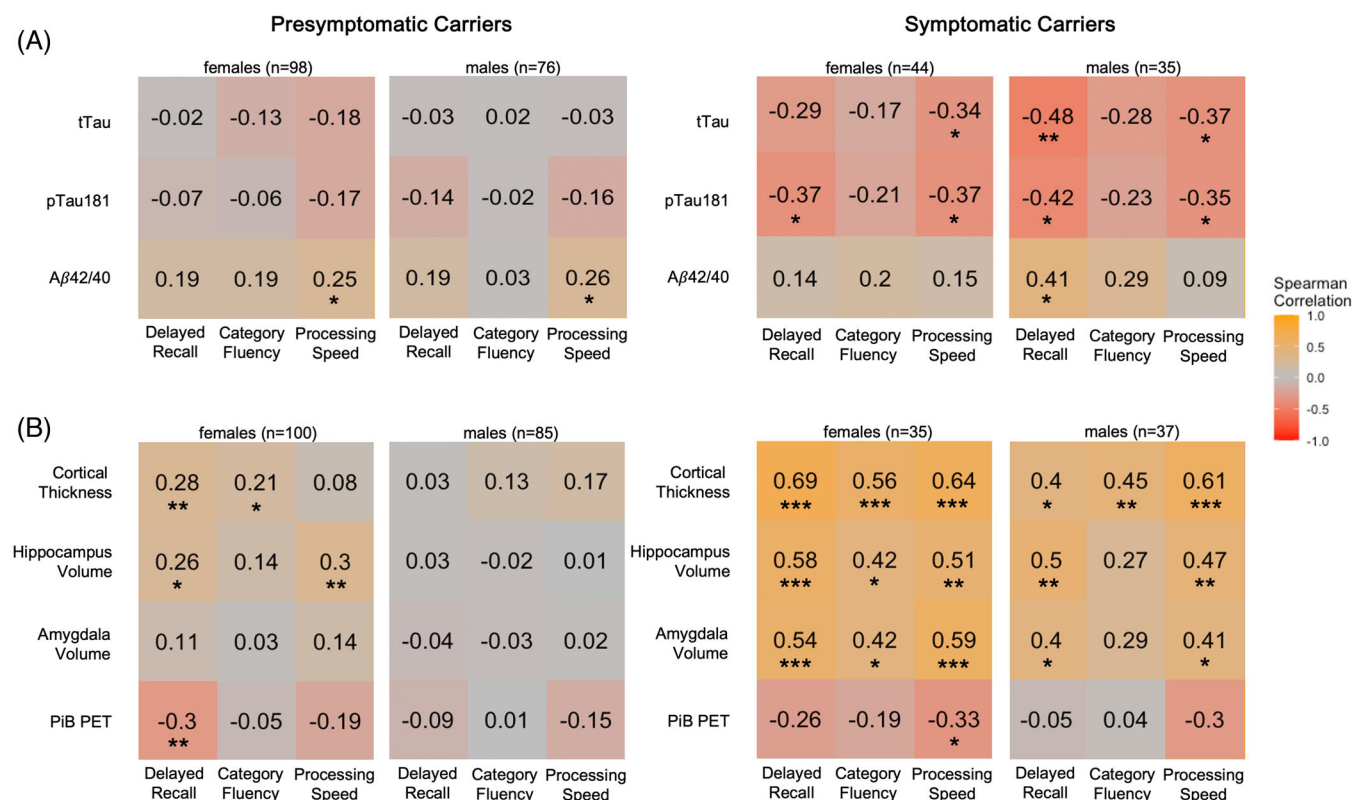 Presymptomatic Carriers
Symptomatic Carriers
(A)
females (n=98)
males (n=76)
females (n=44)
males (n=35)
tTau
-0.02 -0.13 -0.18
-0.03 0.02 -0.03
tTau
-0.29 -0.17 -0.34
-0.48 -0.28 -0.37
*
** *
pTau181
-0.07 -0.06 -0.17
-0.14 -0.02 -0.16
pTau181
-0.37 -0.21 -0.37
-0.42 -0.23 -0.35
* *
* *
Aβ42/40
0.19 0.19 0.25
0.19 0.03 0.26
Aβ42/40
0.14 0.2 0.15
0.41 0.29 0.09
*
*
*
Delayed Category Processing
Recall Fluency Speed
Delayed Category Processing
Recall Fluency Speed
Delayed Category Processing
Recall Fluency Speed
Delayed Category Processing
Recall Fluency Speed
Spearman
Correlation
1.0
0.5
0.0
-0.5
-1.0
(B)
females (n=100)
males (n=85)
females (n=35)
males (n=37)
Cortical
Thickness
0.28 0.21 0.08
** *
0.03 0.13 0.17
Cortical
Thickness
0.69 0.56 0.64
*** *** ***
0.4 0.45 0.61
* ** ***
Hippocampus
Volume
0.26 0.14 0.3
* **
0.03 -0.02 0.01
Hippocampus
Volume
0.58 0.42 0.51
*** * **
0.5 0.27 0.47
** **
Amygdala
Volume
0.11 0.03 0.14
-0.04 -0.03 0.02
Amygdala
Volume
0.54 0.42 0.59
*** * ***
0.4 0.29 0.41
* *
PiB PET
-0.3 -0.05 -0.19
**
-0.09 0.01 -0.15
PiB PET
-0.26 -0.19 -0.33
*
-0.05 0.04 -0.3
Delayed Category Processing
Recall Fluency Speed
Delayed Category Processing
Recall Fluency Speed
Delayed Category Processing
Recall Fluency Speed
Delayed Category Processing
Recall Fluency Speed